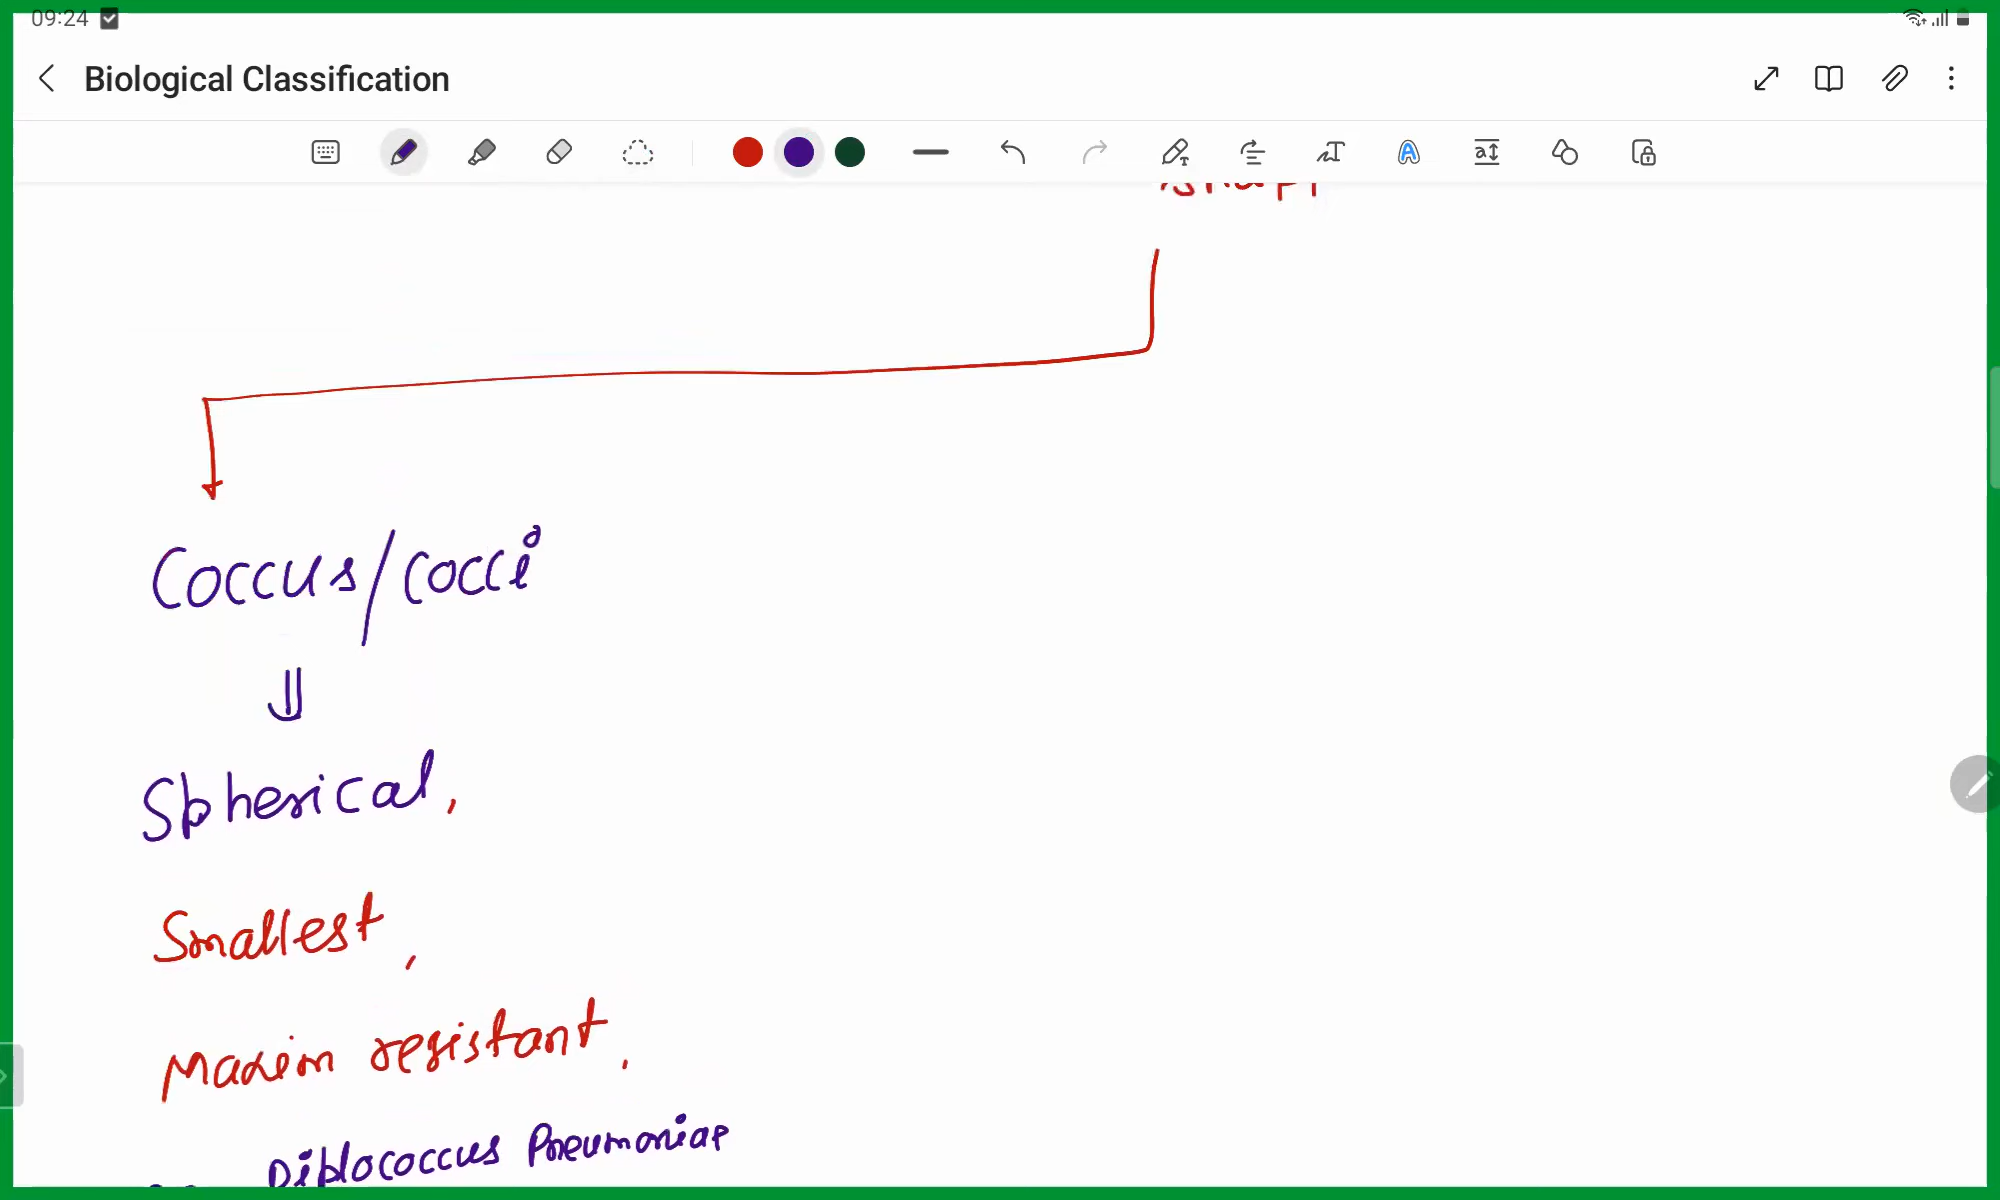 09:24
Biological Classification
Coccus/cocci
Spherical,
Smallest,
Maxim resistant,
Diplococcus Pneumoniae